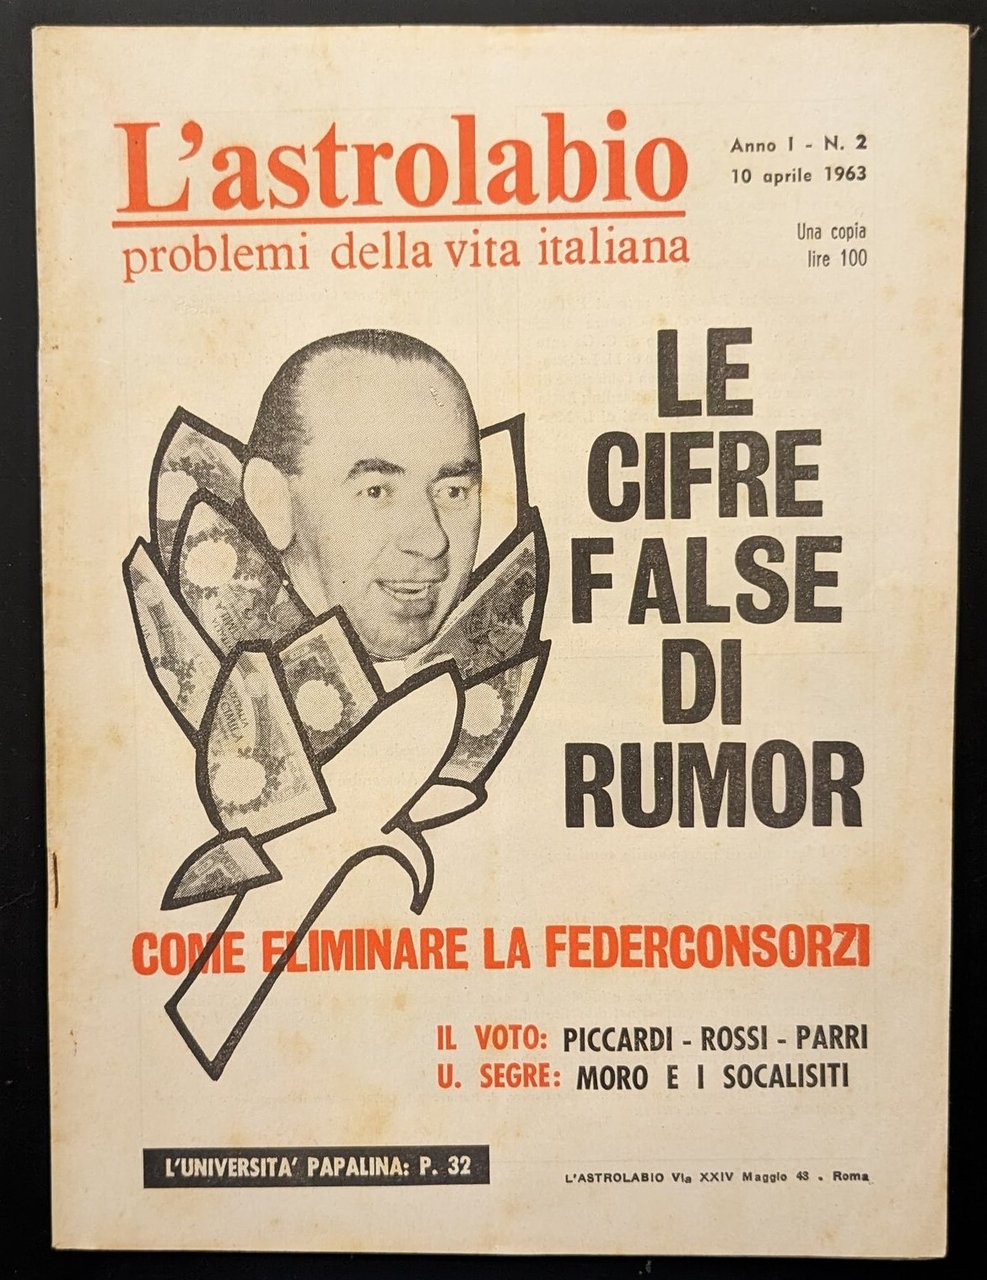 L'astrolabio
problemi della vita italiana
Anno I - N. 2
10 aprile 1963
Una copia
lire 100
LE
CIFRE
FALSE
DI
RUMOR
COME ELIMINARE LA FEDERCONSORZI
IL VOTO: PICCARDI - ROSSI - PARRI
U. SEGRE: MORO E I SOCALISITI
L'UNIVERSITA' PAPALINA: P. 32
L'ASTROLABIO Via XXIV Maggio 43 . Roma